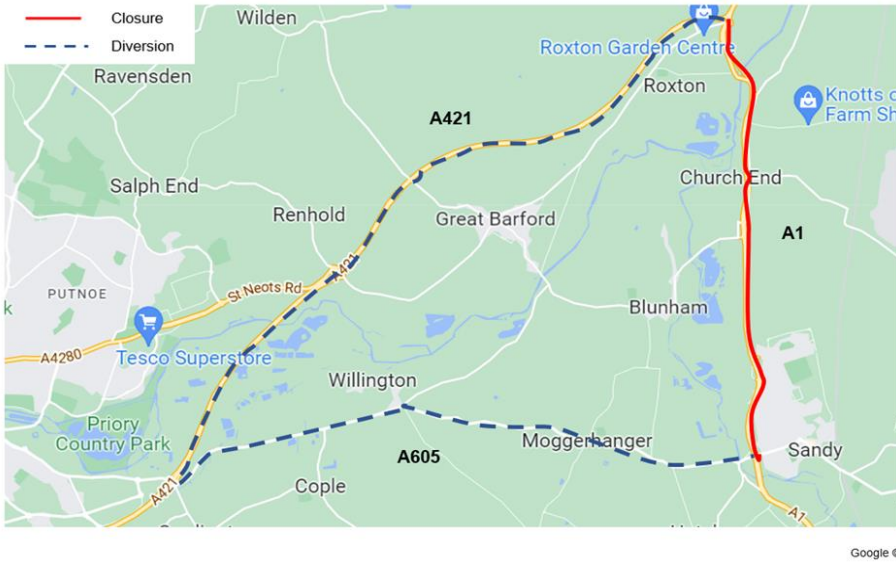 Closure
Diversion
Wilden
Roxton Garden Centre
Ravensden
Roxton
Knotts o
Farm Sh
A421
Salph End
Church End
Renhold
Great Barford
A1
A421
PUTNOE
St Neots Rd
k
Blunham
A4280
Tesco Superstore
Willington
Priory
Country Park
Moggerhanger
Sandy
A605
A421
Cople
A1
Google ©